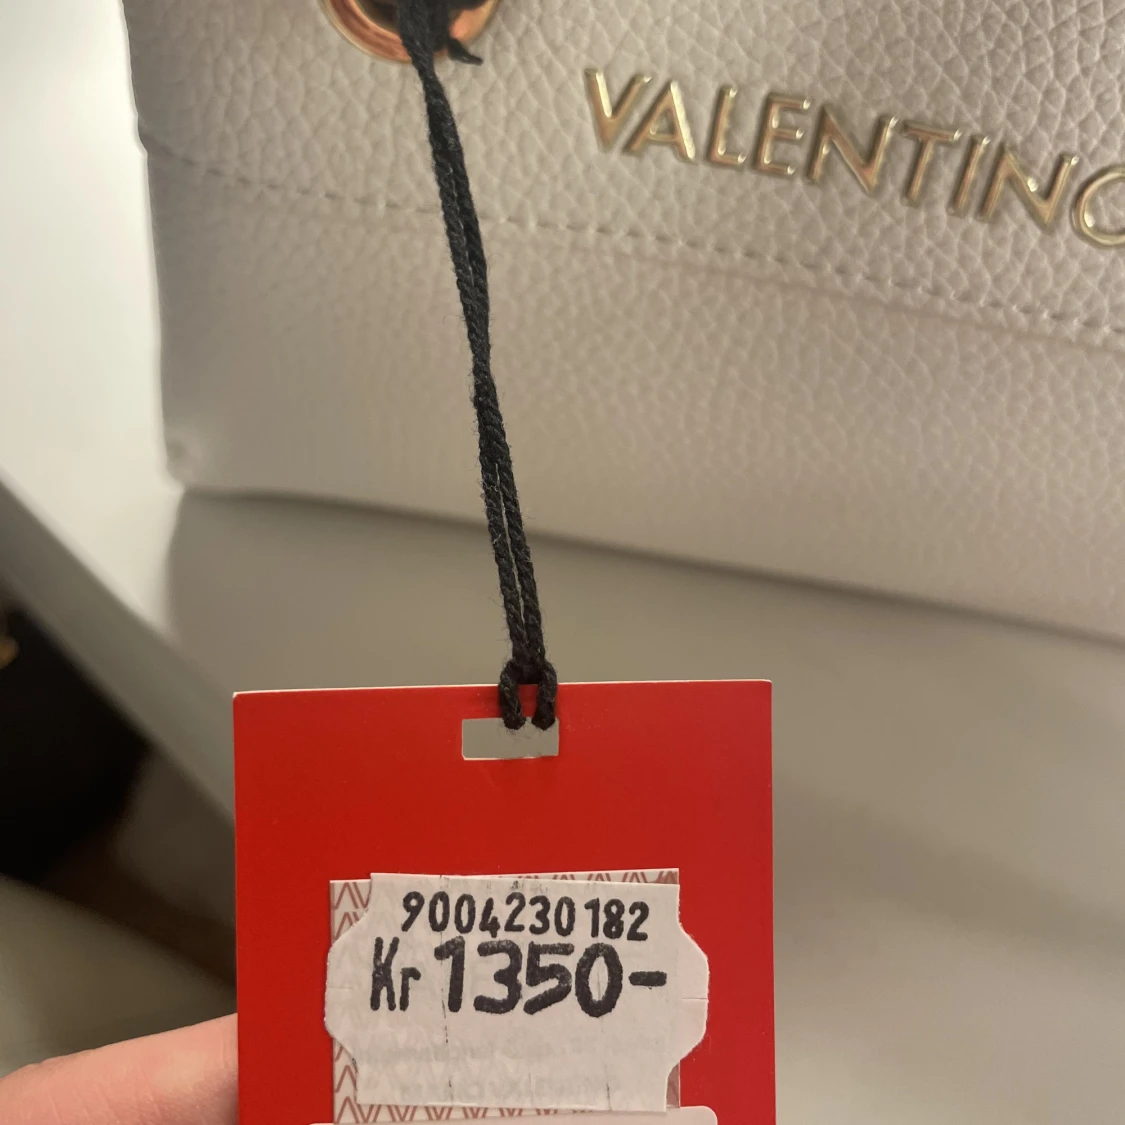 VALENTINO
9004230182
Kr 1350-